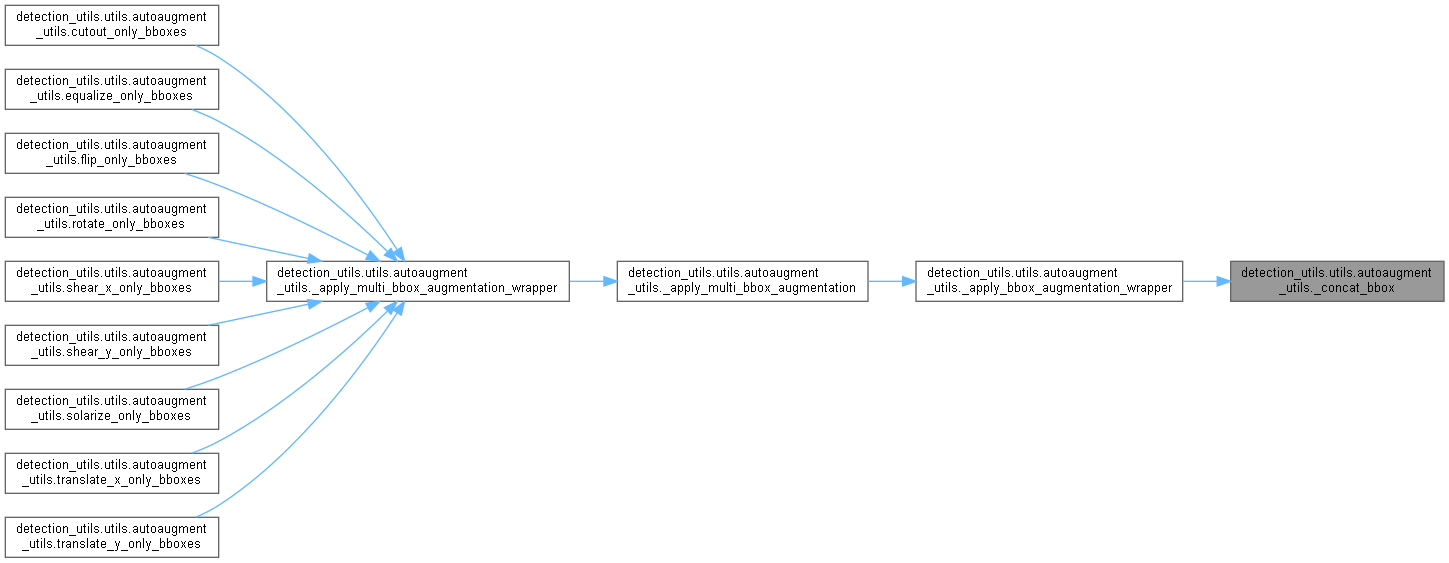 detection_utils.utils.autoaugment
_utils.cutout_only_bboxes
detection_utils.utils.autoaugment
_utils.equalize_only_bboxes
detection_utils.utils.autoaugment
_utils.flip_only_bboxes
detection_utils.utils.autoaugment
_utils.rotate_only_bboxes
detection_utils.utils.autoaugment
_utils.shear_x_only_bboxes
detection_utils.utils.autoaugment
_utils.shear_y_only_bboxes
detection_utils.utils.autoaugment
_utils.solarize_only_bboxes
detection_utils.utils.autoaugment
_utils.translate_x_only_bboxes
detection_utils.utils.autoaugment
_utils.translate_y_only_bboxes
detection_utils.utils.autoaugment
_utils._apply_multi_bbox_augmentation_wrapper
detection_utils.utils.autoaugment
_utils._apply_multi_bbox_augmentation
detection_utils.utils.autoaugment
_utils._apply_bbox_augmentation_wrapper
detection_utils.utils.autoaugment
_utils._concat_bbox